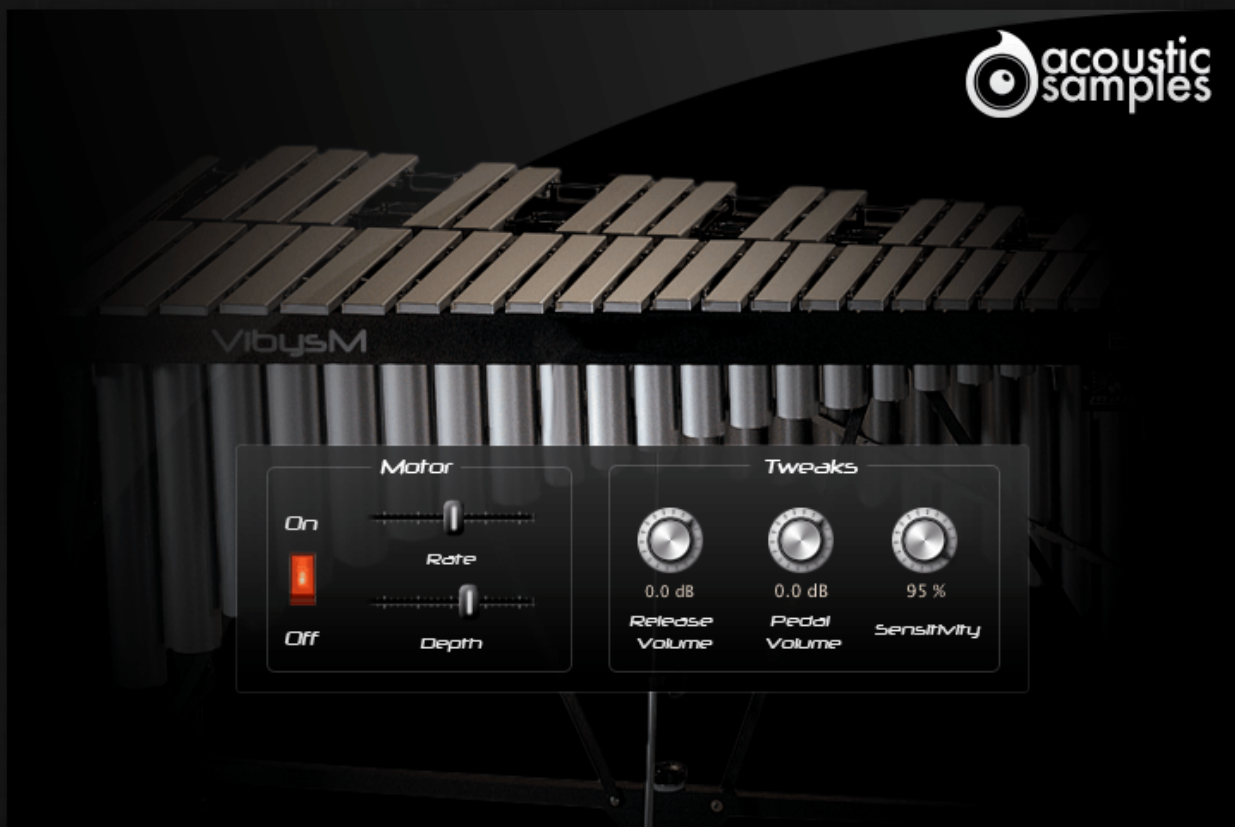 acoustic
samples
VibysM
Motor
On
Off
Rate
Depth
Tweaks
0.0 dB
0.0 dB
95 %
Release
Volume
Pedal
Volume
Sensitivity